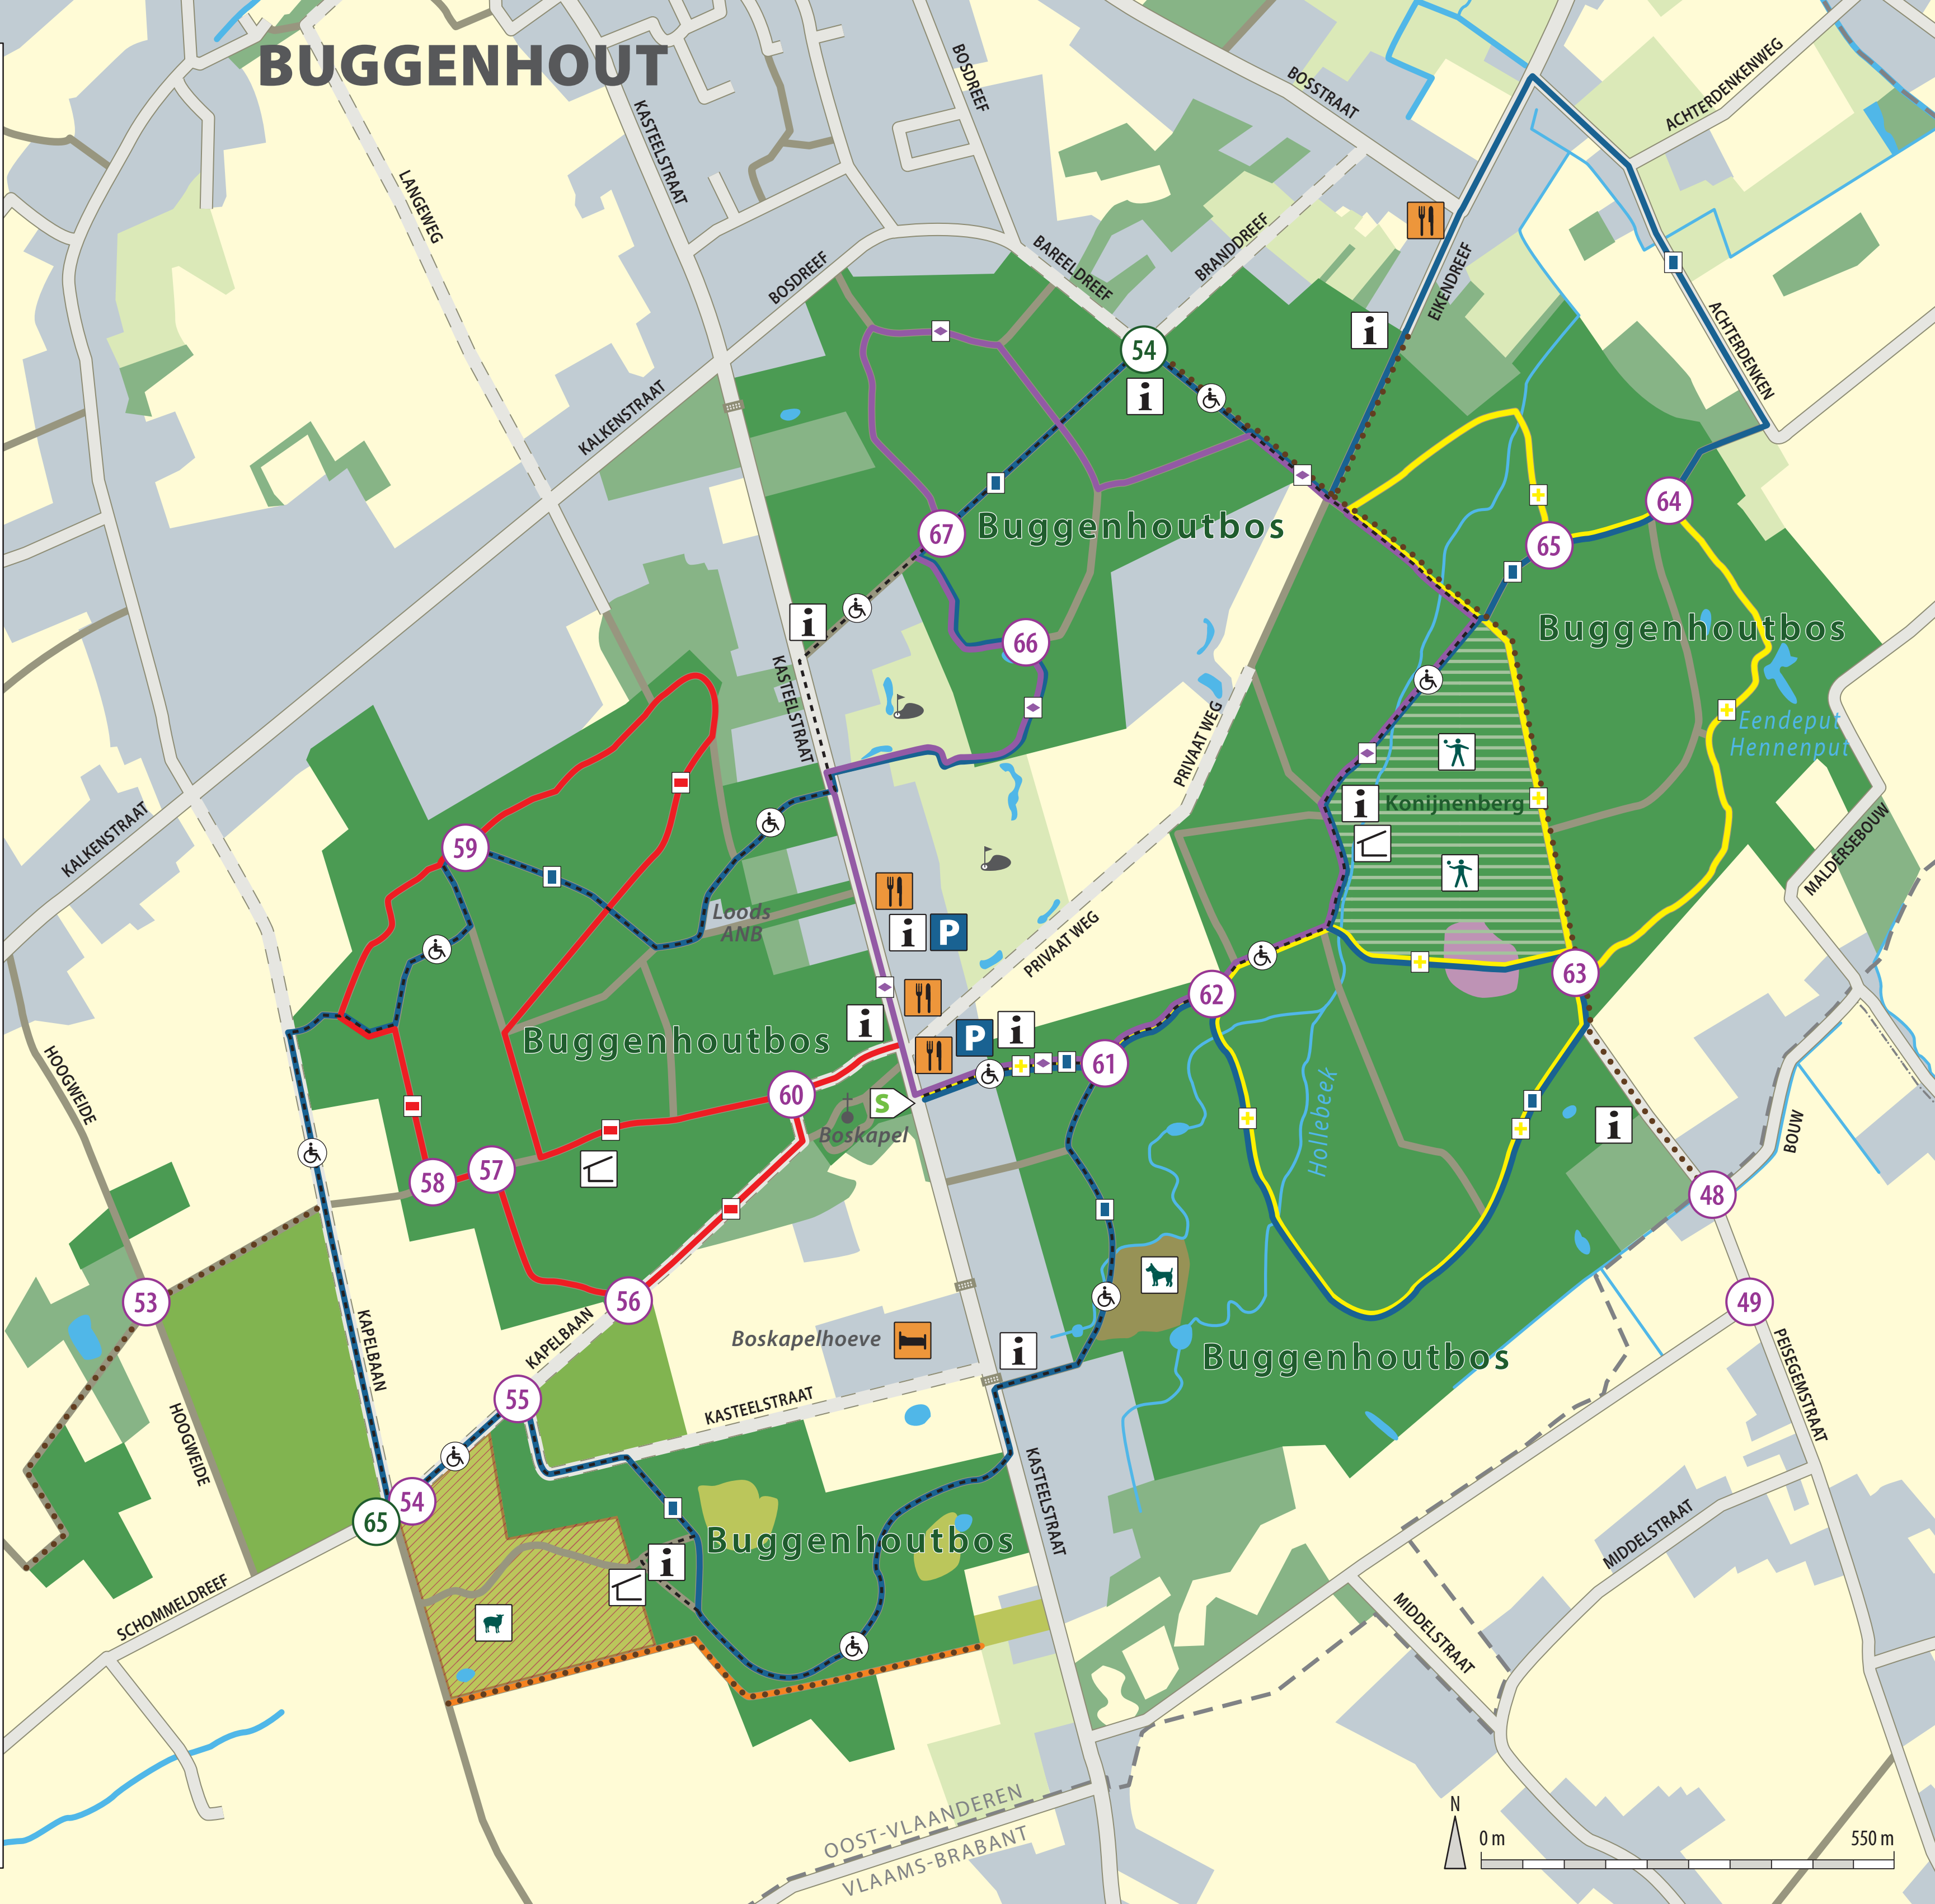 BUGGENHOUT
BOSDREEF
BOSSTRAAT
ACHTERDENKENWEG
KASTEELSTRAAT
LANGEWEG
BAREELDREEF
BRANDDREEF
BOSDREEF
EIKENDREEF
i
ACHTERDENKEN
54
i
KALKENSTRAAT
64
67
Buggenhoutbos
65
i
66
Buggenhoutbos
KASTEELSTRAAT
PRIVAAT WEG
Eendeput
Hennenput
i
Konijnenberg
KALKENSTRAAT
59
MALDERSEBOUW
Loods
ANB
i
P
PRIVAAT WEG
63
62
i
P
i
Buggenhoutbos
61
HOOGWEIDE
60
S
Boskapel
Hollebeek
i
BOUW
58
57
48
53
56
49
KAPELBAAN
KAPELBAAN
Boskapelhoeve
i
Buggenhoutbos
PEISEGEMSTRAAT
55
KASTEELSTRAAT
HOOGWEIDE
54
65
KASTEELSTRAAT
Buggenhoutbos
i
MIDDELSTRAAT
SCHOMMELDREEF
MIDDELSTRAAT
OOST-VLAANDEREN
VLAAMS-BRABANT
N
0 m
550 m